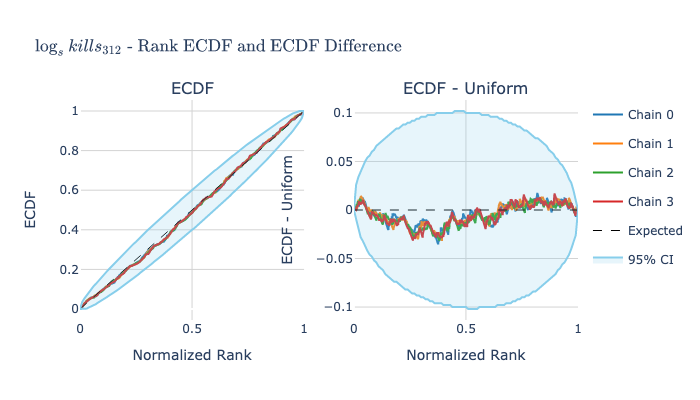 log_s kills_312 - Rank ECDF and ECDF Difference
ECDF
ECDF
1
0.8
0.6
0.4
0.2
0
0
0.5
1
Normalized Rank
ECDF - Uniform
ECDF - Uniform
0.1
0.05
0
−0.05
−0.1
0
0.5
1
Normalized Rank
Chain 0
Chain 1
Chain 2
Chain 3
Expected
95% CI